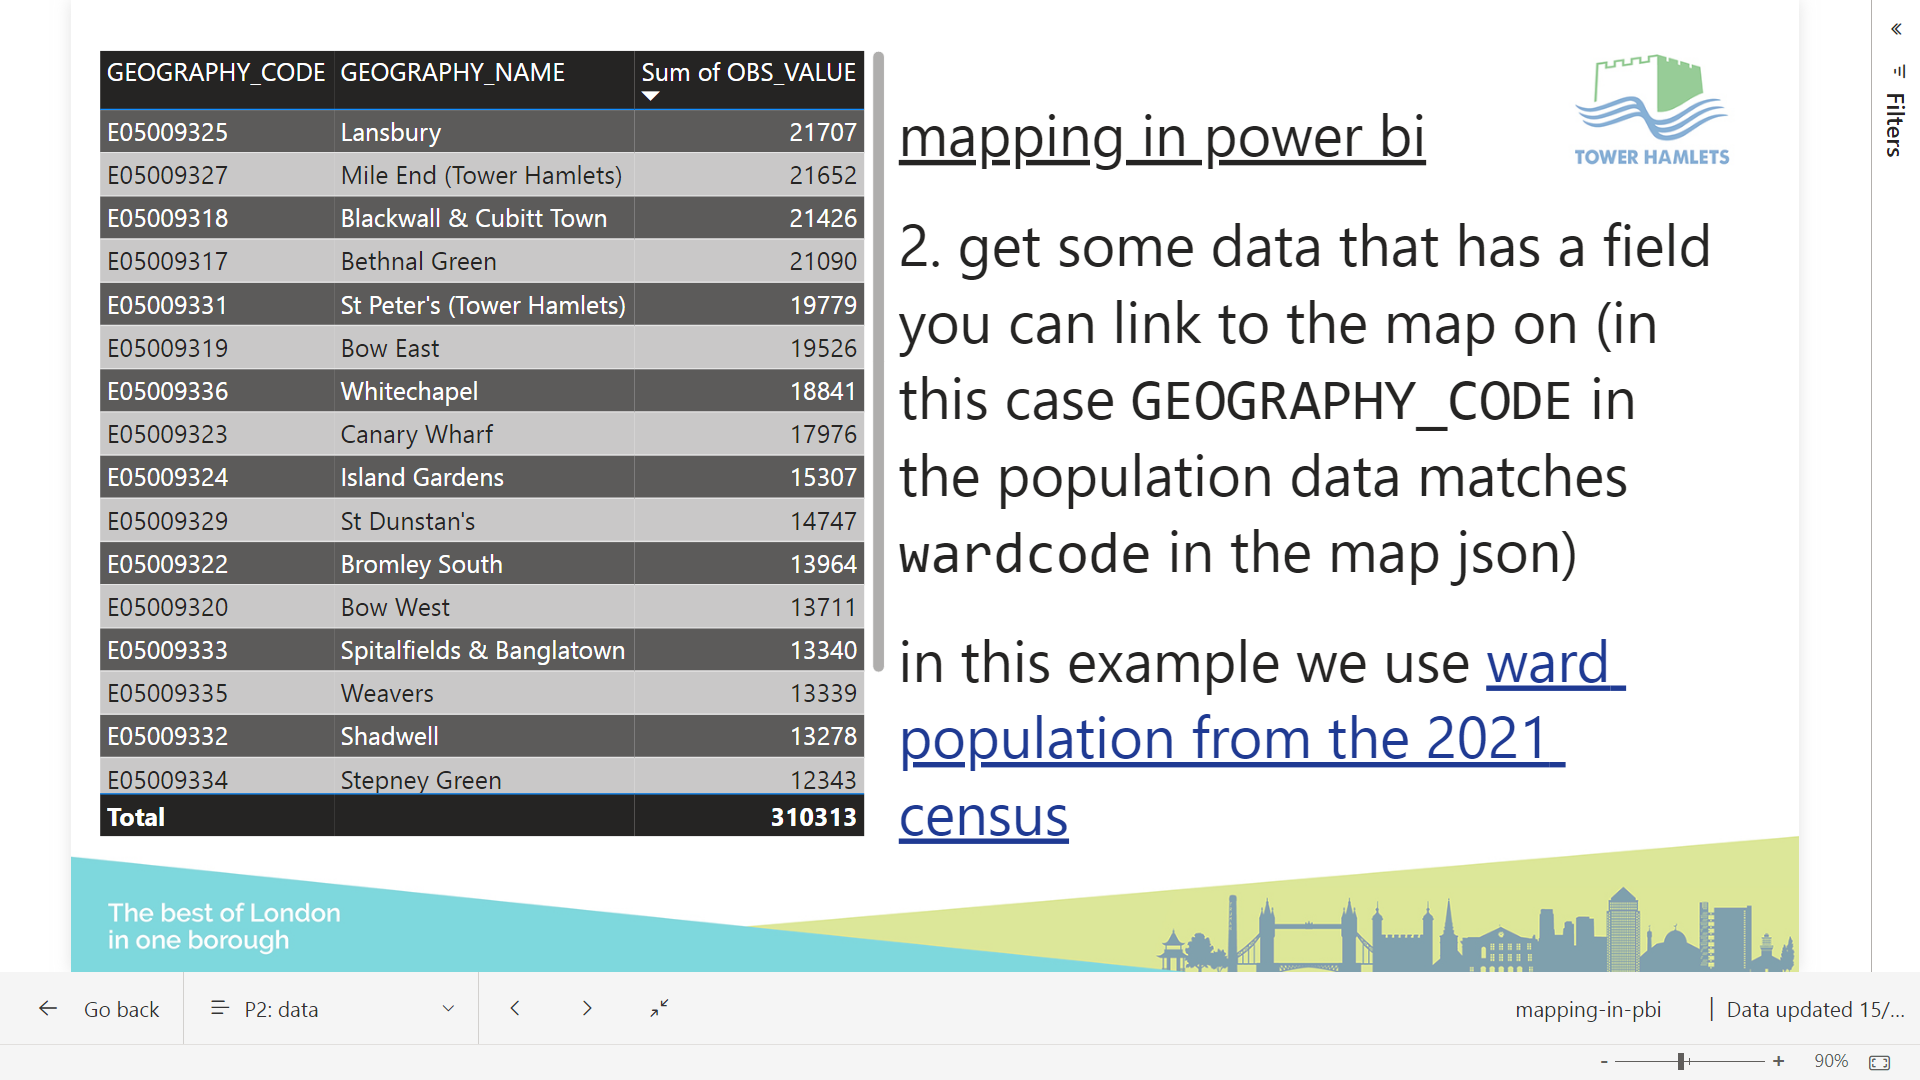 GEOGRAPHY_CODE GEOGRAPHY_NAME Sum of OBS_VALUE
E05009325 Lansbury 21707
E05009327 Mile End (Tower Hamlets) 21652
E05009318 Blackwall & Cubitt Town 21426
E05009317 Bethnal Green 21090
E05009331 St Peter's (Tower Hamlets) 19779
E05009319 Bow East 19526
E05009336 Whitechapel 18841
E05009323 Canary Wharf 17976
E05009324 Island Gardens 15307
E05009329 St Dunstan's 14747
E05009322 Bromley South 13964
E05009320 Bow West 13711
E05009333 Spitalfields & Banglatown 13340
E05009335 Weavers 13339
E05009332 Shadwell 13278
E05009334 Stepney Green 12343
Total 310313
mapping in power bi
TOWER HAMLETS
2. get some data that has a field
you can link to the map on (in
this case GEOGRAPHY_CODE in
the population data matches
wardcode in the map json)
in this example we use ward
population from the 2021
census
The best of London
in one borough
Filters
Go back
P2: data
mapping-in-pbi | Data updated 15/...
- + 90%